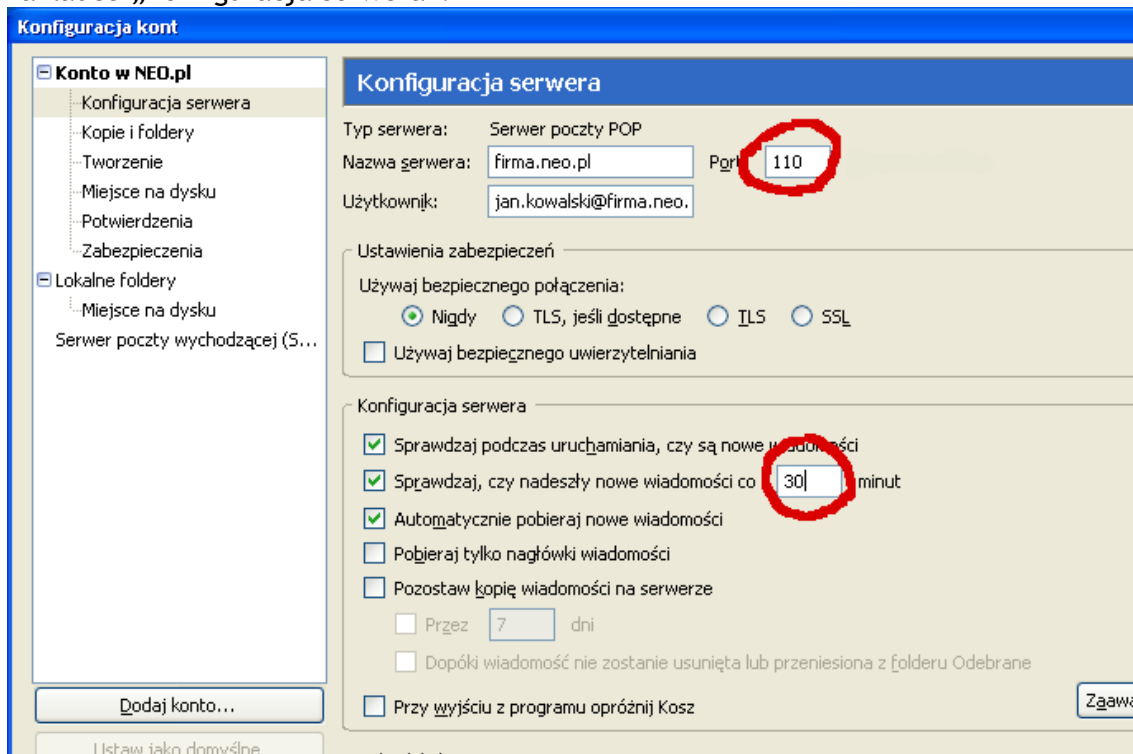 Konfiguracja kont
Konto w NEO.pl
Konfiguracja serwera
Kopie i foldery
Tworzenie
Miejsce na dysku
Potwierdzenia
Zabezpieczenia
Lokalne foldery
Miejsce na dysku
Serwer poczty wychodzącej (S...
Dodaj konto...
Ustaw jako domyślne
Konfiguracja serwera
Typ serwera: Serwer poczty POP
Nazwa serwera: firma.neo.pl Port 110
Użytkownik: jan.kowalski@firma.neo.
Ustawienia zabezpieczeń
Używaj bezpiecznego połączenia:
Nigdy TLS, jeśli dostępne TLS SSL
Używaj bezpiecznego uwierzytelniania
Konfiguracja serwera
Sprawdzaj podczas uruchamiania, czy są nowe wiadomości
Sprawdzaj, czy nadeszły nowe wiadomości co 30 minut
Automatycznie pobieraj nowe wiadomości
Pobieraj tylko nagłówki wiadomości
Pozostaw kopię wiadomości na serwerze
Przez 7 dni
Dopóki wiadomość nie zostanie usunięta lub przeniesiona z folderu Odebrane
Przy wyjściu z programu opróżnij Kosz
Zaawa